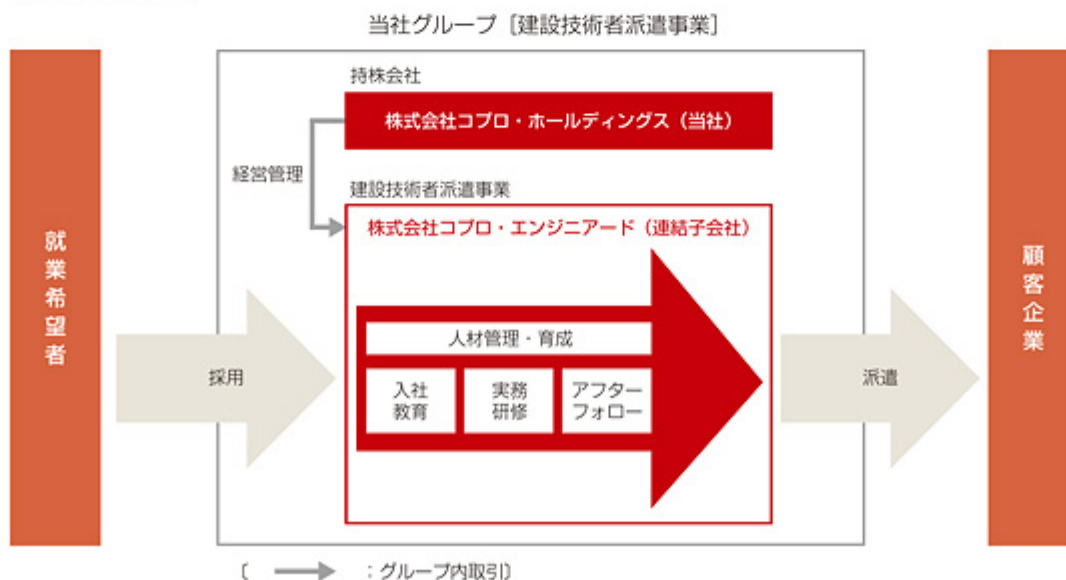 当社グループ［建設技術者派遣事業］
持株会社
株式会社コプロ・ホールディングス（当社）
経営管理
建設技術者派遣事業
株式会社コプロ・エンジニアード（連結子会社）
就業希望者
採用
人材管理・育成
入社
教育
実務
研修
アフター
フォロー
派遣
顧客企業
〔 ：グループ内取引〕